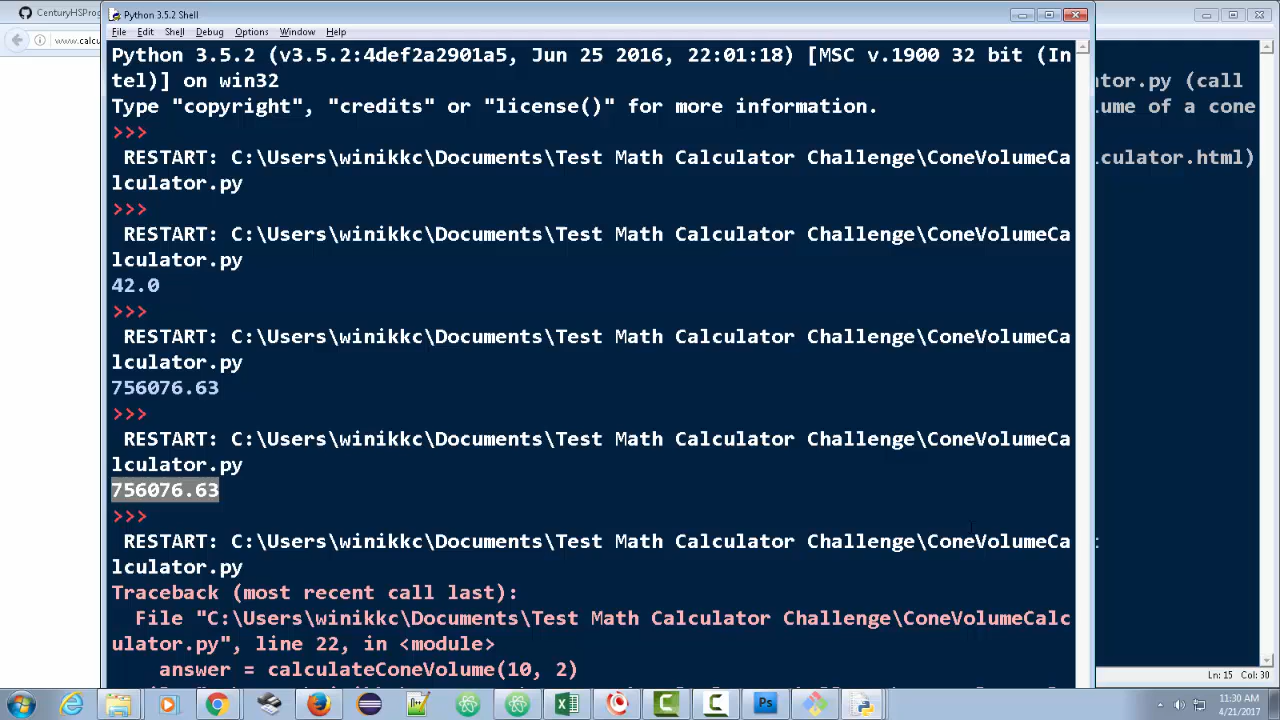 CenturyHSProg
www.calcu
Python 3.5.2 Shell
File Edit Shell Debug Options Window Help
Python 3.5.2 (v3.5.2:4def2a2901a5, Jun 25 2016, 22:01:18) [MSC v.1900 32 bit (In
tel)] on win32
Type "copyright", "credits" or "license()" for more information.
>>>
RESTART: C:\Users\winikkc\Documents\Test Math Calculator Challenge\ConeVolumeCa
lculator.py
>>>
RESTART: C:\Users\winikkc\Documents\Test Math Calculator Challenge\ConeVolumeCa
lculator.py
42.0
>>>
RESTART: C:\Users\winikkc\Documents\Test Math Calculator Challenge\ConeVolumeCa
lculator.py
756076.63
>>>
RESTART: C:\Users\winikkc\Documents\Test Math Calculator Challenge\ConeVolumeCa
lculator.py
756076.63
>>>
RESTART: C:\Users\winikkc\Documents\Test Math Calculator Challenge\ConeVolumeCa
lculator.py
Traceback (most recent call last):
File "C:\Users\winikkc\Documents\Test Math Calculator Challenge\ConeVolumeCalc
ulator.py", line 22, in <module>
answer = calculateConeVolume(10, 2)
ator.py (call
ume of a cone
lculator.html)
Ln: 15 Col: 30
Ps
11:30 AM
4/21/2017